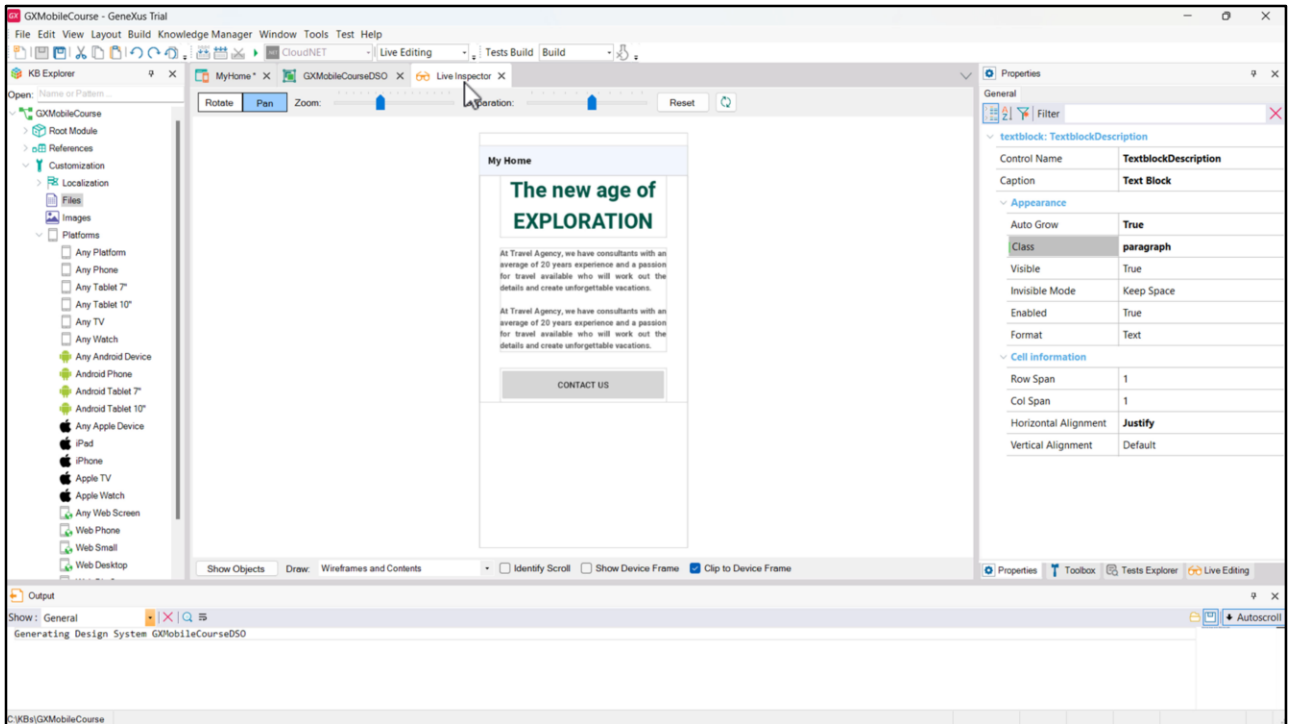 GX GXMobileCourse - GeneXus Trial
File Edit View Layout Build Knowledge Manager Window Tools Test Help
CloudNET Live Editing Tests Build Build
KB Explorer
Open: Name or Pattern...
GXMobileCourse
Root Module
References
Customization
Localization
Files
Images
Platforms
Any Platform
Any Phone
Any Tablet 7"
Any Tablet 10"
Any TV
Any Watch
Any Android Device
Android Phone
Android Tablet 7"
Android Tablet 10"
Any Apple Device
iPad
iPhone
Apple TV
Apple Watch
Any Web Screen
Web Phone
Web Small
Web Desktop
MyHome* GXMobileCourseDSO Live Inspector
Rotate Pan Zoom: paration: Reset
My Home
The new age of
EXPLORATION
At Travel Agency, we have consultants with an
average of 20 years experience and a passion
for travel available who will work out the
details and create unforgettable vacations.
At Travel Agency, we have consultants with an
average of 20 years experience and a passion
for travel available who will work out the
details and create unforgettable vacations.
CONTACT US
Show Objects Draw: Wireframes and Contents Identify Scroll Show Device Frame Clip to Device Frame
Properties
General
Filter
textblock: TextblockDescription
Control Name TextblockDescription
Caption Text Block
Appearance
Auto Grow True
Class paragraph
Visible True
Invisible Mode Keep Space
Enabled True
Format Text
Cell information
Row Span 1
Col Span 1
Horizontal Alignment Justify
Vertical Alignment Default
Properties Toolbox Tests Explorer Live Editing
Output
Show: General Autoscroll
Generating Design System GXMobileCourseDSO
C:\KBs\GXMobileCourse